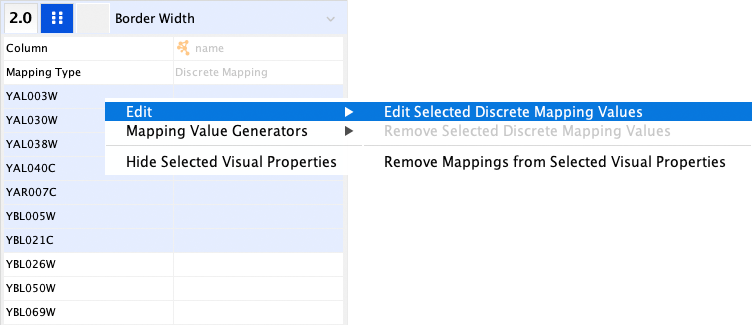 2.0 Border Width
Column name
Mapping Type Discrete Mapping
YAL003W
Edit Edit Selected Discrete Mapping Values
YAL030W
Mapping Value Generators Remove Selected Discrete Mapping Values
YAL038W
Hide Selected Visual Properties Remove Mappings from Selected Visual Properties
YAL040C
YAR007C
YBL005W
YBL021C
YBL026W
YBL050W
YBL069W